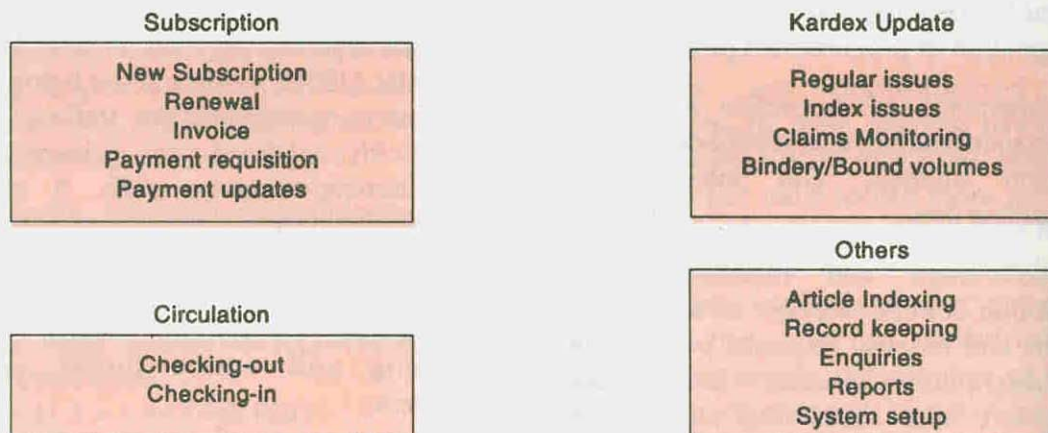 Subscription
New Subscription
Renewal
Invoice
Payment requisition
Payment updates
Kardex Update
Regular issues
Index issues
Claims Monitoring
Bindery/Bound volumes
Circulation
Checking-out
Checking-in
Others
Article Indexing
Record keeping
Enquiries
Reports
System setup